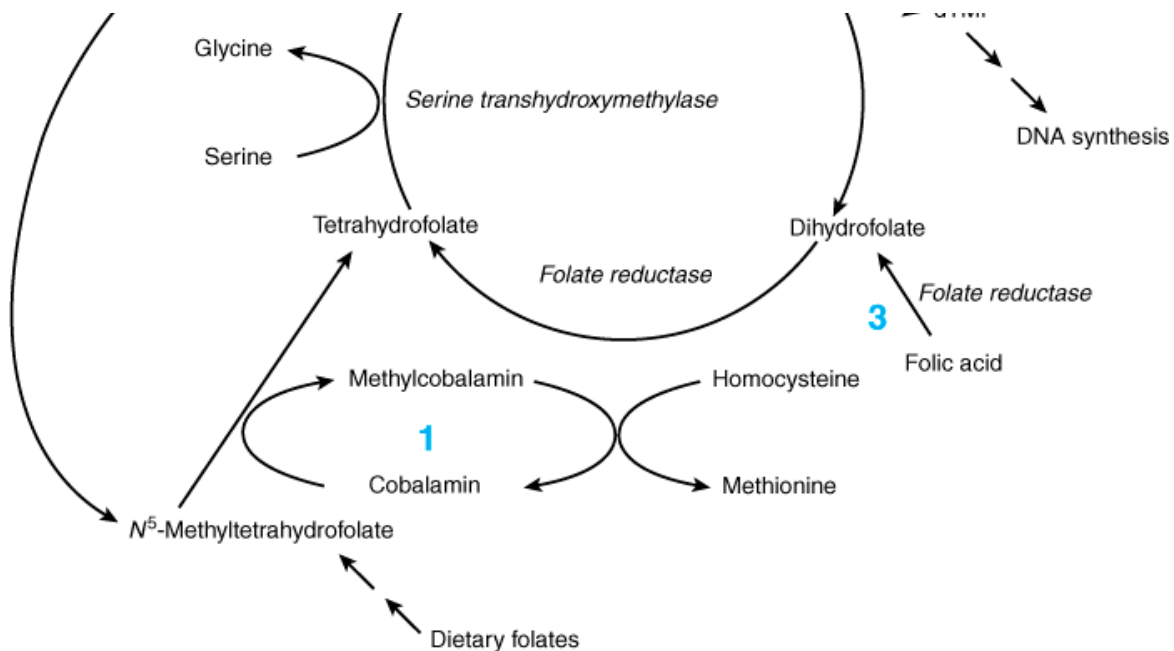 Glycine
Serine transhydroxymethylase
DNA synthesis
Serine
Tetrahydrofolate
Dihydrofolate
Folate reductase
Folate reductase
3
Folic acid
Methylcobalamin
Homocysteine
1
Cobalamin
Methionine
N⁵-Methyltetrahydrofolate
Dietary folates